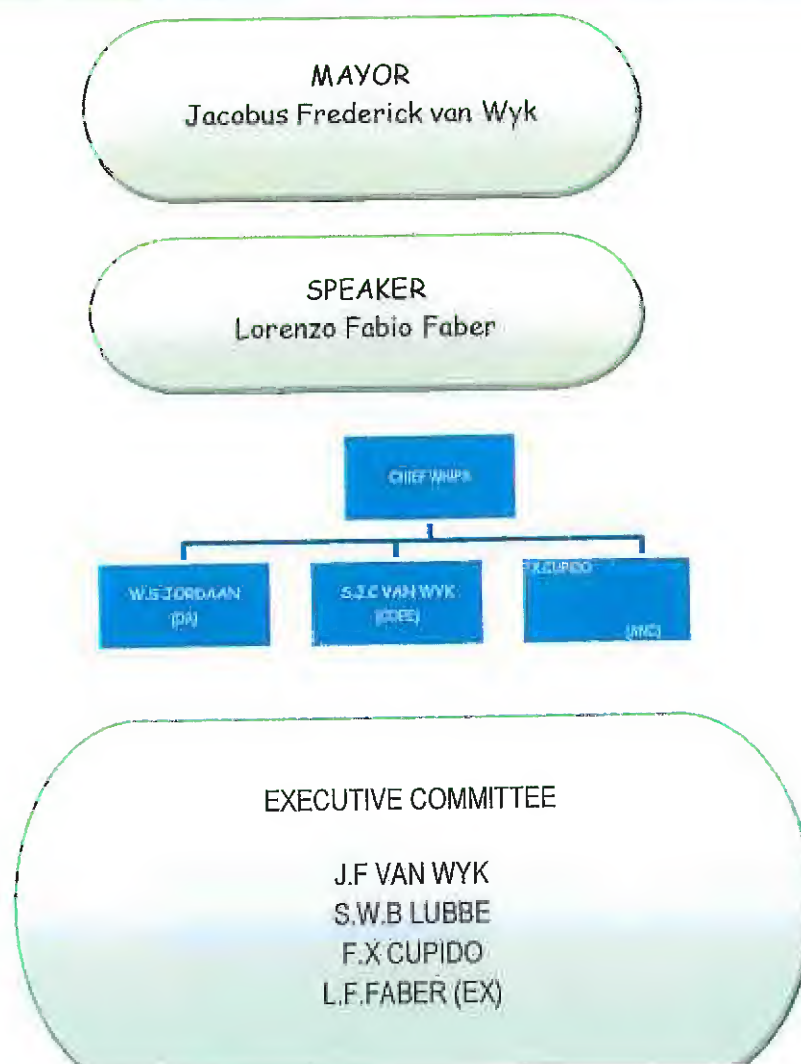 MAYOR
Jacobus Frederick van Wyk
SPEAKER
Lorenzo Fabio Faber
CHIEF WHIPS
W.S JORDAAN
(DA)
S.J.C VAN WYK
(COPE)
X.CUPIDO
(ANC)
EXECUTIVE COMMITTEE
J.F VAN WYK
S.W.B LUBBE
F.X CUPIDO
L.F.FABER (EX)